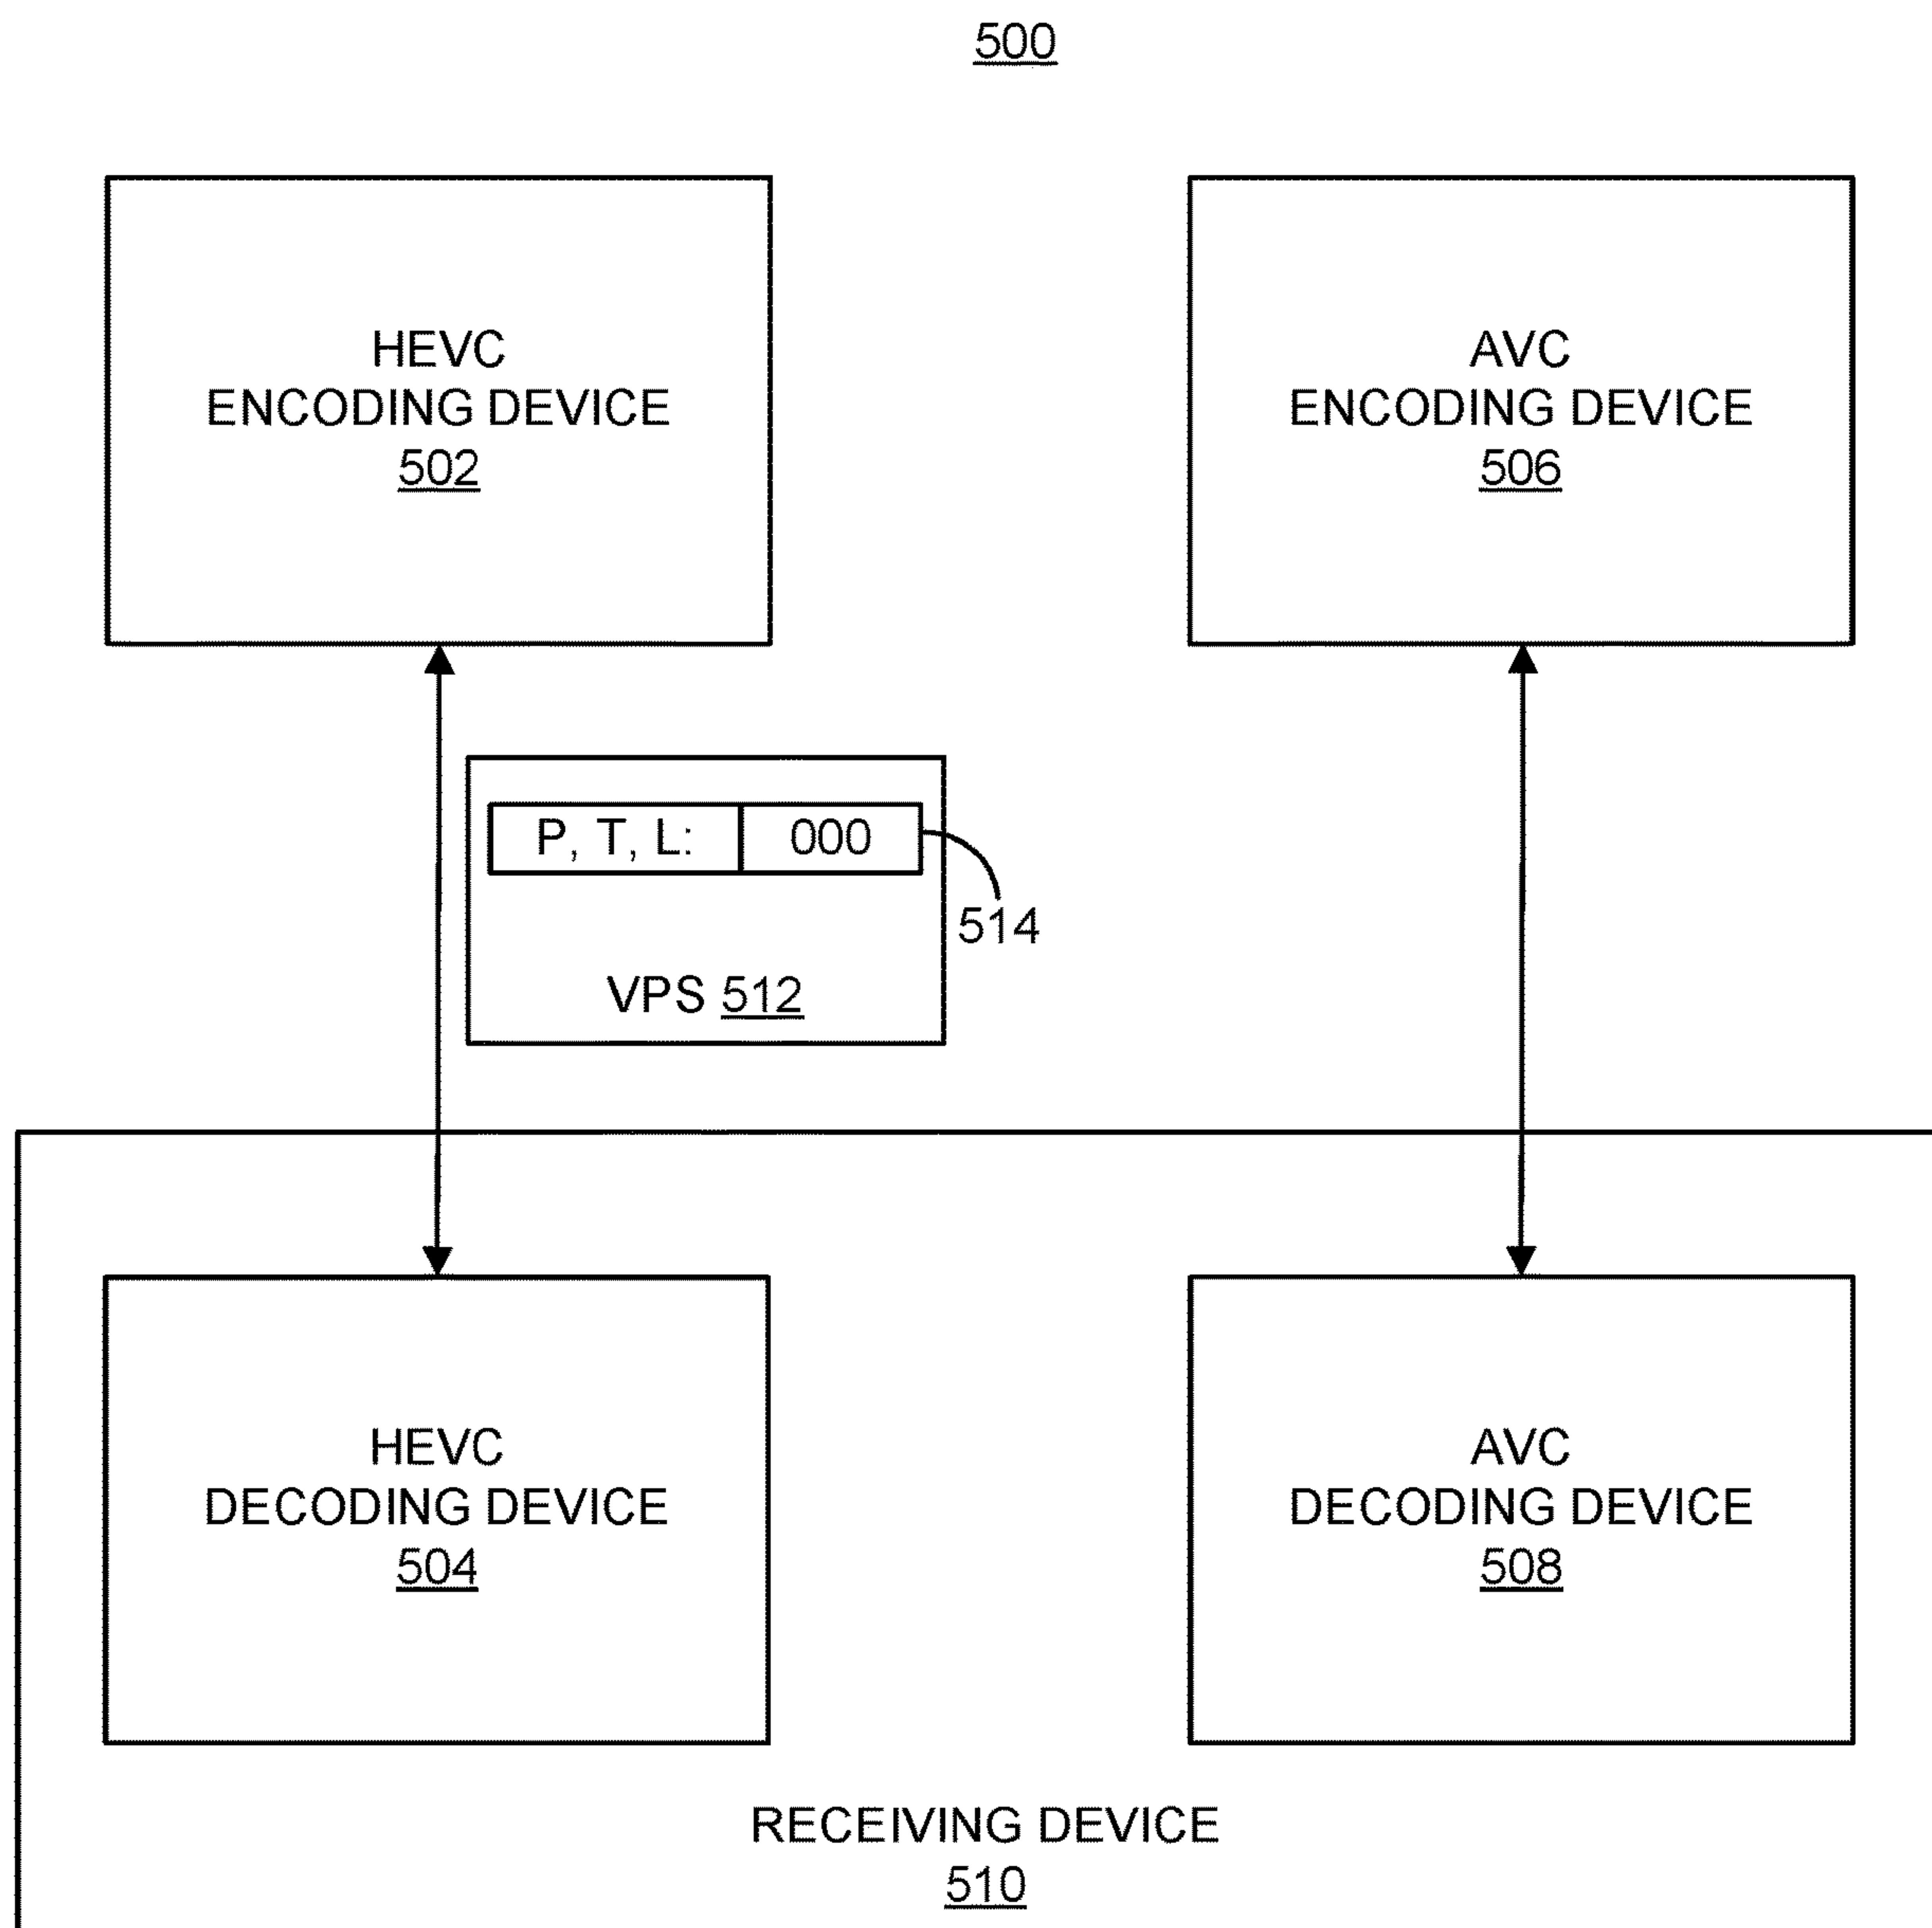 500
HEVC
ENCODING DEVICE
502
AVC
ENCODING DEVICE
506
P, T, L: 000
514
VPS 512
HEVC
DECODING DEVICE
504
AVC
DECODING DEVICE
508
RECEIVING DEVICE
510